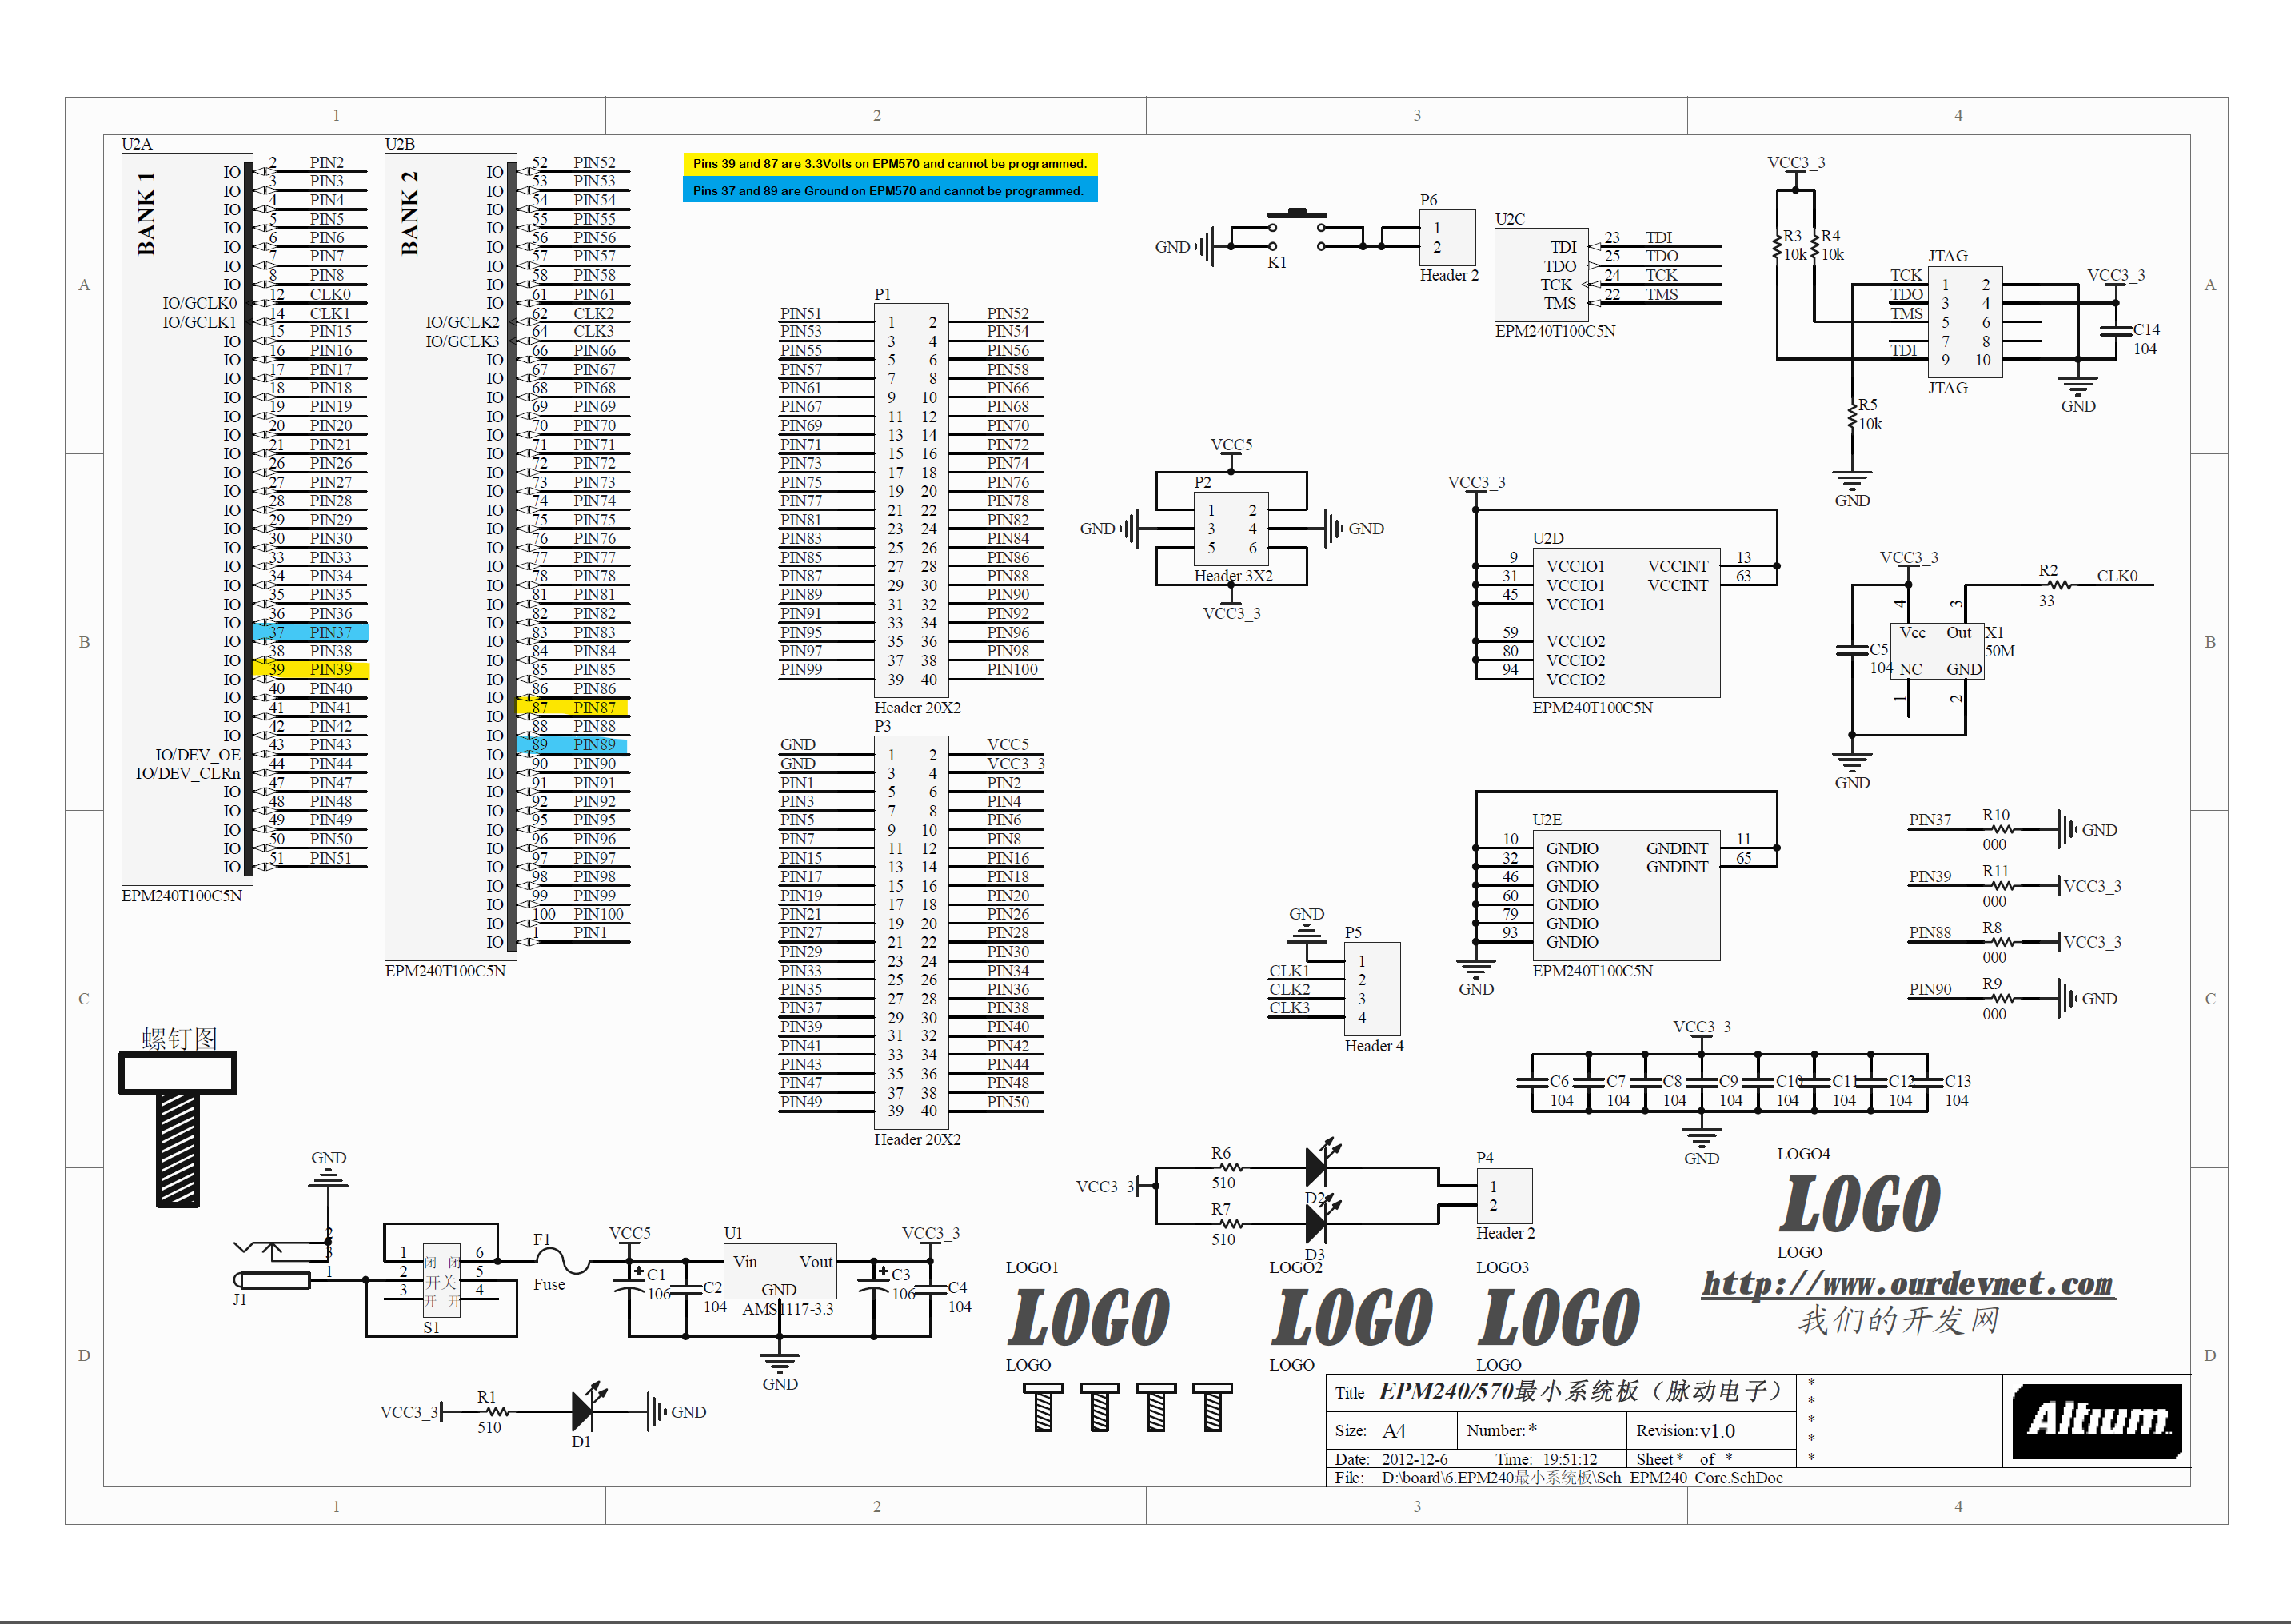 1 2 3 4
U2A
BANK 1
IO 2 PIN2
IO 3 PIN3
IO 4 PIN4
IO 5 PIN5
IO 6 PIN6
IO 7 PIN7
IO 8 PIN8
IO/GCLK0 12 CLK0
IO/GCLK1 14 CLK1
IO 15 PIN15
IO 16 PIN16
IO 17 PIN17
IO 18 PIN18
IO 19 PIN19
IO 20 PIN20
IO 21 PIN21
IO 26 PIN26
IO 27 PIN27
IO 28 PIN28
IO 29 PIN29
IO 30 PIN30
IO 33 PIN33
IO 34 PIN34
IO 35 PIN35
IO 36 PIN36
IO 37 PIN37
IO 38 PIN38
IO 39 PIN39
IO 40 PIN40
IO 41 PIN41
IO 42 PIN42
IO/DEV_OE 43 PIN43
IO/DEV_CLRn 44 PIN44
IO 47 PIN47
IO 48 PIN48
IO 49 PIN49
IO 50 PIN50
IO 51 PIN51
EPM240T100C5N
U2B
BANK 2
IO 52 PIN52
IO 53 PIN53
IO 54 PIN54
IO 55 PIN55
IO 56 PIN56
IO 57 PIN57
IO 58 PIN58
IO 61 PIN61
IO/GCLK2 62 CLK2
IO/GCLK3 64 CLK3
IO 66 PIN66
IO 67 PIN67
IO 68 PIN68
IO 69 PIN69
IO 70 PIN70
IO 71 PIN71
IO 72 PIN72
IO 73 PIN73
IO 74 PIN74
IO 75 PIN75
IO 76 PIN76
IO 77 PIN77
IO 78 PIN78
IO 81 PIN81
IO 82 PIN82
IO 83 PIN83
IO 84 PIN84
IO 85 PIN85
IO 86 PIN86
IO 87 PIN87
IO 88 PIN88
IO 89 PIN89
IO 90 PIN90
IO 91 PIN91
IO 92 PIN92
IO 95 PIN95
IO 96 PIN96
IO 97 PIN97
IO 98 PIN98
IO 99 PIN99
IO 100 PIN100
IO 1 PIN1
EPM240T100C5N
Pins 39 and 87 are 3.3Volts on EPM570 and cannot be programmed.
Pins 37 and 89 are Ground on EPM570 and cannot be programmed.
P1
PIN51 1 2 PIN52
PIN53 3 4 PIN54
PIN55 5 6 PIN56
PIN57 7 8 PIN58
PIN61 9 10 PIN66
PIN67 11 12 PIN68
PIN69 13 14 PIN70
PIN71 15 16 PIN72
PIN73 17 18 PIN74
PIN75 19 20 PIN76
PIN77 21 22 PIN78
PIN81 23 24 PIN82
PIN83 25 26 PIN84
PIN85 27 28 PIN86
PIN87 29 30 PIN88
PIN89 31 32 PIN90
PIN91 33 34 PIN92
PIN95 35 36 PIN96
PIN97 37 38 PIN98
PIN99 39 40 PIN100
Header 20X2
P3
GND 1 2 VCC5
GND 3 4 VCC3_3
PIN1 5 6 PIN2
PIN3 7 8 PIN4
PIN5 9 10 PIN6
PIN7 11 12 PIN8
PIN15 13 14 PIN16
PIN17 15 16 PIN18
PIN19 17 18 PIN20
PIN21 19 20 PIN26
PIN27 21 22 PIN28
PIN29 23 24 PIN30
PIN33 25 26 PIN34
PIN35 27 28 PIN36
PIN37 29 30 PIN38
PIN39 31 32 PIN40
PIN41 33 34 PIN42
PIN43 35 36 PIN44
PIN47 37 38 PIN48
PIN49 39 40 PIN50
Header 20X2
P6
GND K1 1
2
Header 2
U2C
TDI 23 TDI
TDO 25 TDO
TCK 24 TCK
TMS 22 TMS
EPM240T100C5N
VCC3_3
R3 R4
10k 10k
JTAG
TCK 1 2
TDO 3 4
TMS 5 6
7 8
TDI 9 10
JTAG
VCC3_3
C14
104
GND
R5
10k
GND
VCC5
P2
1 2
GND 3 4 GND
5 6
Header 3X2
VCC3_3
VCC3_3
U2D
9 VCCIO1 VCCINT 13
31 VCCIO1 VCCINT 63
45 VCCIO1
59 VCCIO2
80 VCCIO2
94 VCCIO2
EPM240T100C5N
VCC3_3
R2 CLK0
33
4 3
Vcc Out X1
50M
C5
104 NC GND
1 2
GND
U2E
10 GNDIO GNDINT 11
32 GNDIO GNDINT 65
46 GNDIO
60 GNDIO
79 GNDIO
93 GNDIO
EPM240T100C5N
GND
PIN37 R10 GND
000
PIN39 R11 VCC3_3
000
PIN88 R8 VCC3_3
000
PIN90 R9 GND
000
GND P5
1
CLK1 2
CLK2 3
CLK3 4
Header 4
VCC3_3
C6 C7 C8 C9 C10 C11 C12 C13
104 104 104 104 104 104 104 104
GND
螺钉图
GND
2
3
1
J1
1 闭 闭 6
2 开关 5
3 开 开 4
S1
F1
Fuse
VCC5
C1
106
C2
104
U1
Vin Vout
GND
AMS1117-3.3
VCC3_3
C3
106
C4
104
GND
VCC3_3 R1 GND
510 D1
VCC3_3
R6
510 D2
R7
510 D3
P4
1
2
Header 2
LOGO1
LOGO
LOGO
LOGO2
LOGO
LOGO
LOGO3
LOGO
LOGO
LOGO4
LOGO
LOGO
http://www.ourdevnet.com
我们的开发网
Title EPM240/570最小系统板（脉动电子）
Size: A4 Number:* Revision:v1.0
Date: 2012-12-6 Time: 19:51:12 Sheet * of *
File: D:\board\6.EPM240最小系统板\Sch_EPM240_Core.SchDoc
*
*
*
*
*
Altium
A A
B B
C C
D D
1 2 3 4